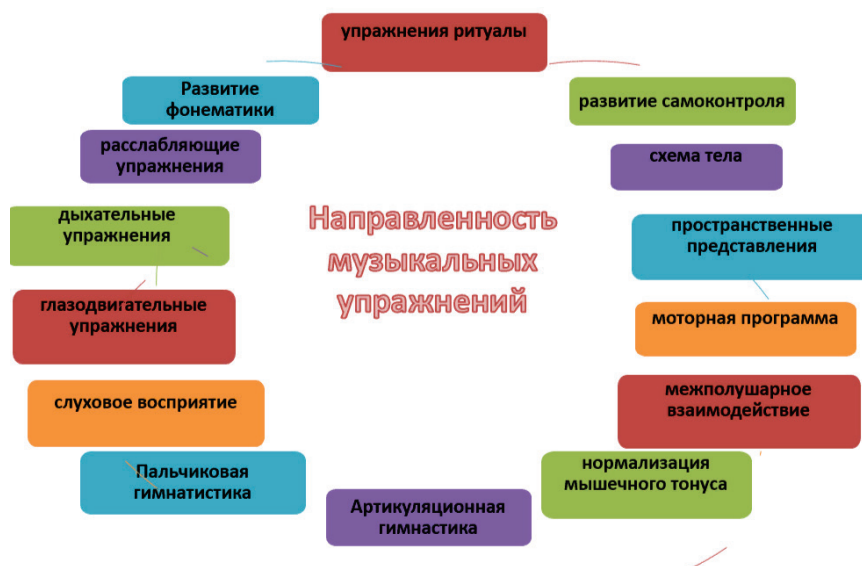 упражнения ритуалы
развитие самоконтроля
схема тела
пространственные
представления
моторная программа
межполушарное
взаимодействие
нормализация
мышечного тонуса
Артикуляционная
гимнастика
Пальчиковая
гимнатистика
слуховое восприятие
глазодвигательные
упражнения
дыхательные
упражнения
расслабляющие
упражнения
Развитие
фонематики
Направленность
музыкальных
упражнений